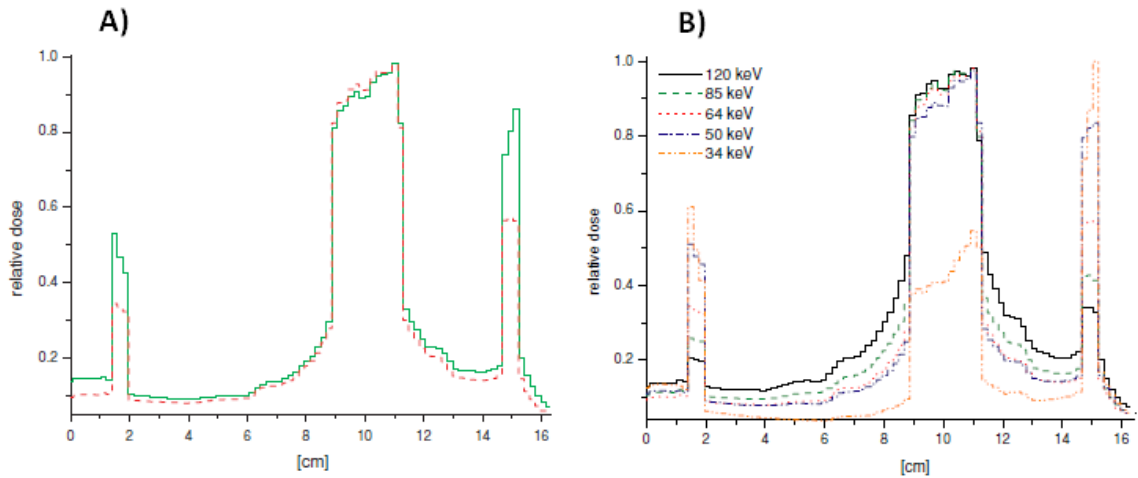 A)
1.0
0.8
0.6
0.4
0.2
relative dose
0 2 4 6 8 10 12 14 16
[cm]
B)
120 keV
85 keV
64 keV
50 keV
34 keV
1.0
0.8
0.6
0.4
0.2
relative dose
0 2 4 6 8 10 12 14 16
[cm]